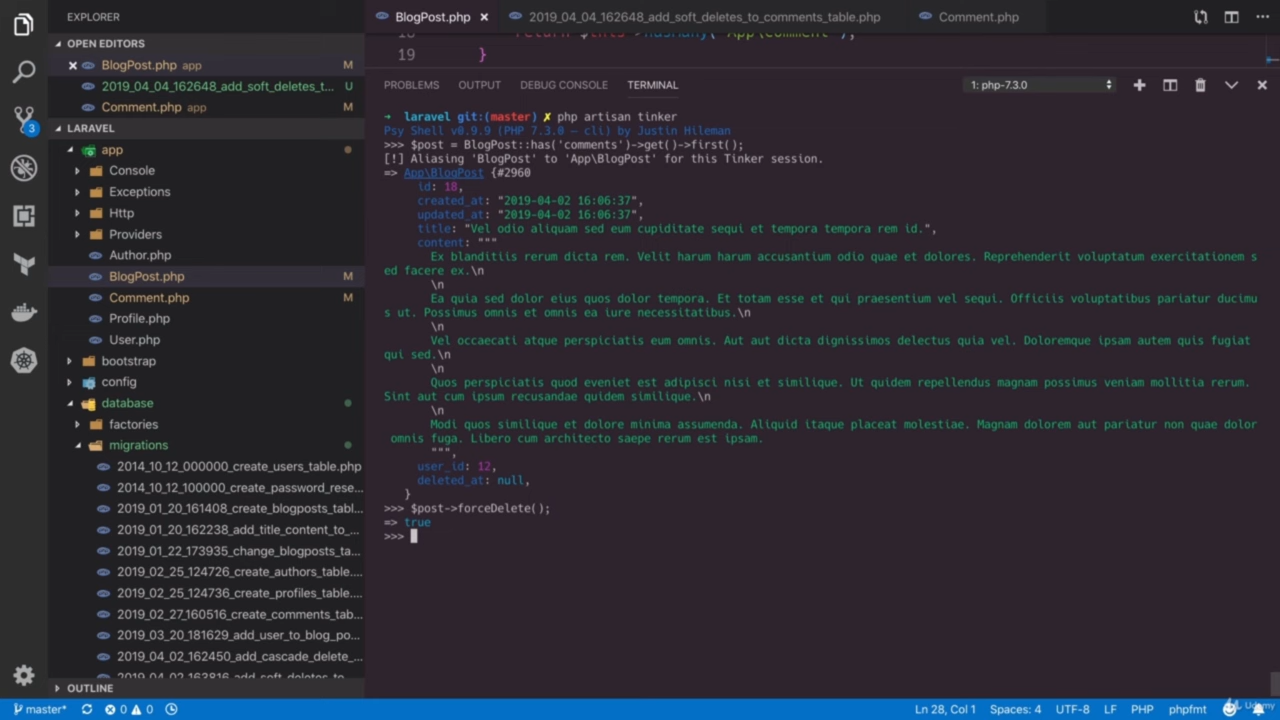 EXPLORER
OPEN EDITORS
BlogPost.php app M
2019_04_04_162648_add_soft_deletes_t... U
Comment.php app M
LARAVEL
app
Console
Exceptions
Http
Providers
Author.php
BlogPost.php M
Comment.php M
Profile.php
User.php
bootstrap
config
database
factories
migrations
2014_10_12_000000_create_users_table.php
2014_10_12_100000_create_password_rese...
2019_01_20_161408_create_blogposts_tabl...
2019_01_20_162238_add_title_content_to_...
2019_01_22_173935_change_blogposts_ta...
2019_02_25_124726_create_authors_table....
2019_02_25_124736_create_profiles_table....
2019_02_27_160516_create_comments_tab...
2019_03_20_181629_add_user_to_blog_po...
2019_04_02_162450_add_cascade_delete_...
2019_04_02_163816_add_soft_deletes_to_
OUTLINE
3
BlogPost.php
2019_04_04_162648_add_soft_deletes_to_comments_table.php
Comment.php
18 return $this->hasMany('App\Comment');
19 }
PROBLEMS OUTPUT DEBUG CONSOLE TERMINAL 1: php-7.3.0
➜ laravel git:(master) ✗ php artisan tinker
Psy Shell v0.9.9 (PHP 7.3.0 — cli) by Justin Hileman
>>> $post = BlogPost::has('comments')->get()->first();
[!] Aliasing 'BlogPost' to 'App\BlogPost' for this Tinker session.
=> App\BlogPost {#2960
id: 18,
created_at: "2019-04-02 16:06:37",
updated_at: "2019-04-02 16:06:37",
title: "Vel odio aliquam sed eum cupiditate sequi et tempora tempora rem id.",
content: """
Ex blanditiis rerum dicta rem. Velit harum harum accusantium odio quae et dolores. Reprehenderit voluptatum exercitationem s
ed facere ex.\n
\n
Ea quia sed dolor eius quos dolor tempora. Et totam esse et qui praesentium vel sequi. Officiis voluptatibus pariatur ducimu
s ut. Possimus omnis et omnis ea iure necessitatibus.\n
\n
Vel occaecati atque perspiciatis eum omnis. Aut aut dicta dignissimos delectus quia vel. Doloremque ipsam autem quis fugiat
qui sed.\n
\n
Quos perspiciatis quod eveniet est adipisci nisi et similique. Ut quidem repellendus magnam possimus veniam mollitia rerum.
Sint aut cum ipsum recusandae quidem similique.\n
\n
Modi quos similique et dolore minima assumenda. Aliquid itaque placeat molestiae. Magnam dolorem aut pariatur non quae dolor
omnis fuga. Libero cum architecto saepe rerum est ipsam.
""",
user_id: 12,
deleted_at: null,
}
>>> $post->forceDelete();
=> true
>>>
master* 0 0 Ln 28, Col 1 Spaces: 4 UTF-8 LF PHP phpfmt
Udemy